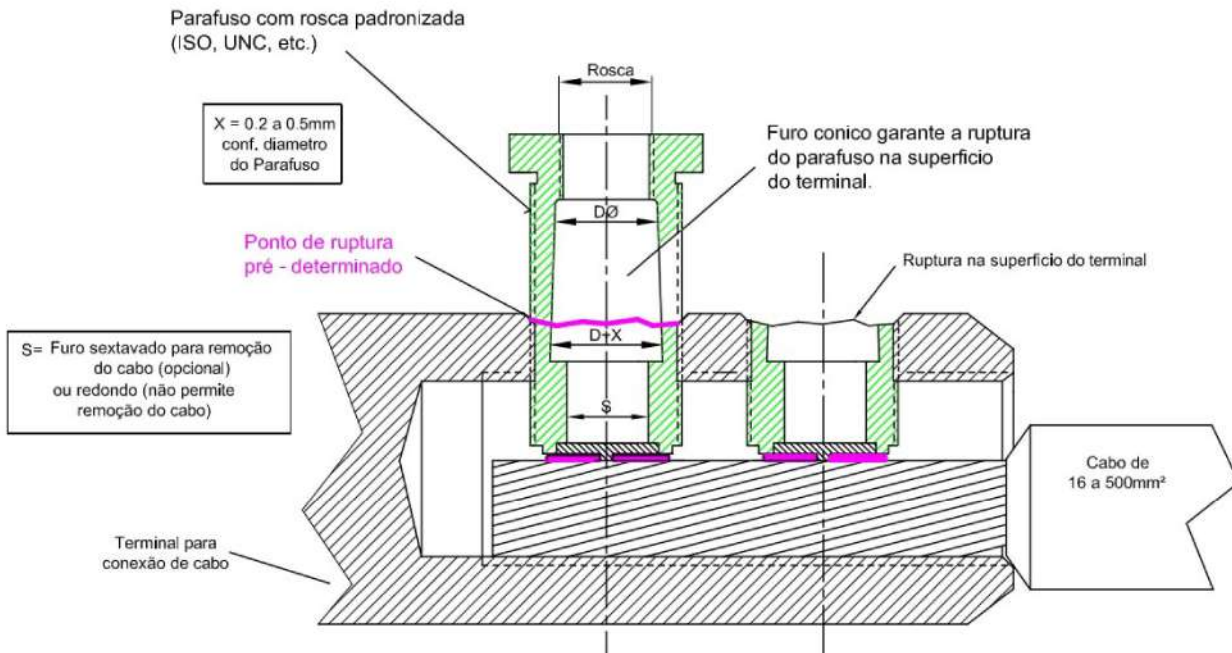 Parafuso com rosca padronizada
(ISO, UNC, etc.)
Rosca
X = 0.2 a 0.5mm
conf. diametro
do Parafuso
Furo conico garante a ruptura
do parafuso na superficio
do terminal.
DØ
Ponto de ruptura
pré - determinado
Ruptura na superficio do terminal
D+X
S= Furo sextavado para remoção
do cabo (opcional)
ou redondo (não permite
remoção do cabo)
S
Cabo de
16 a 500mm²
Terminal para
conexão de cabo